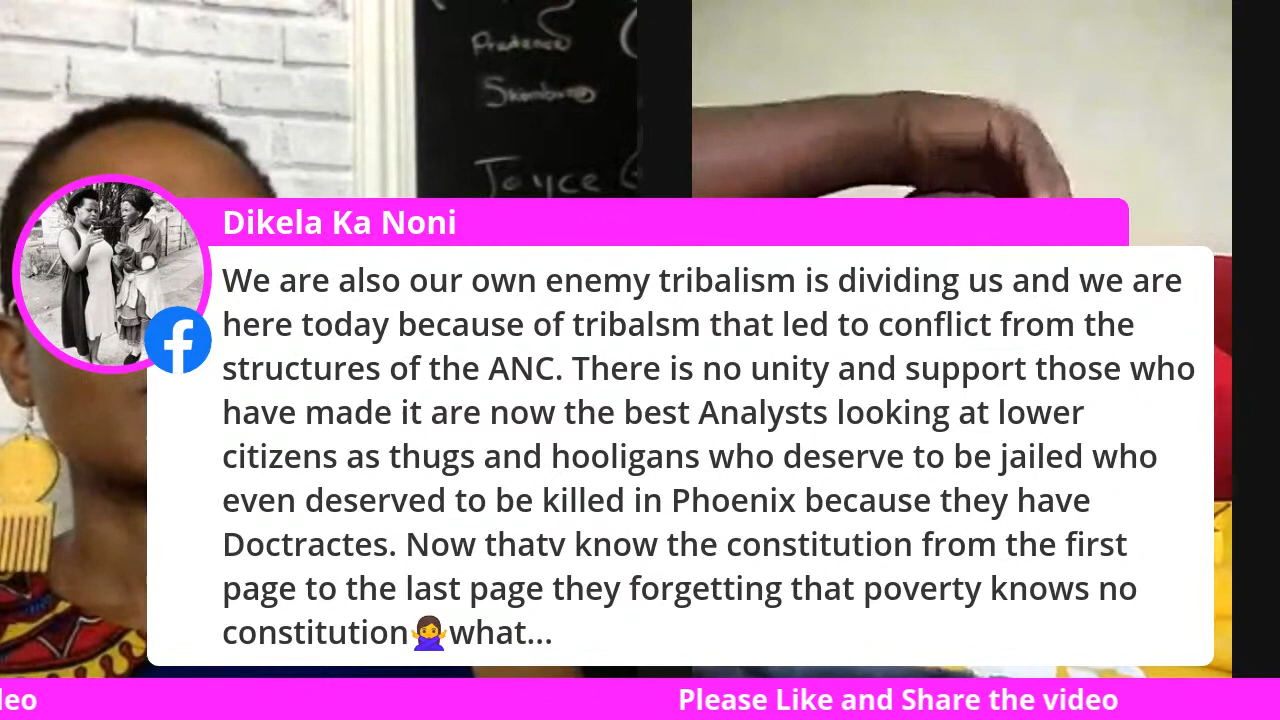 Prudence
Joyce
Dikela Ka Noni
We are also our own enemy tribalism is dividing us and we are
here today because of tribalsm that led to conflict from the
structures of the ANC. There is no unity and support those who
have made it are now the best Analysts looking at lower
citizens as thugs and hooligans who deserve to be jailed who
even deserved to be killed in Phoenix because they have
Doctractes. Now thatv know the constitution from the first
page to the last page they forgetting that poverty knows no
constitution🤷‍♀️what...
leo
Please Like and Share the video